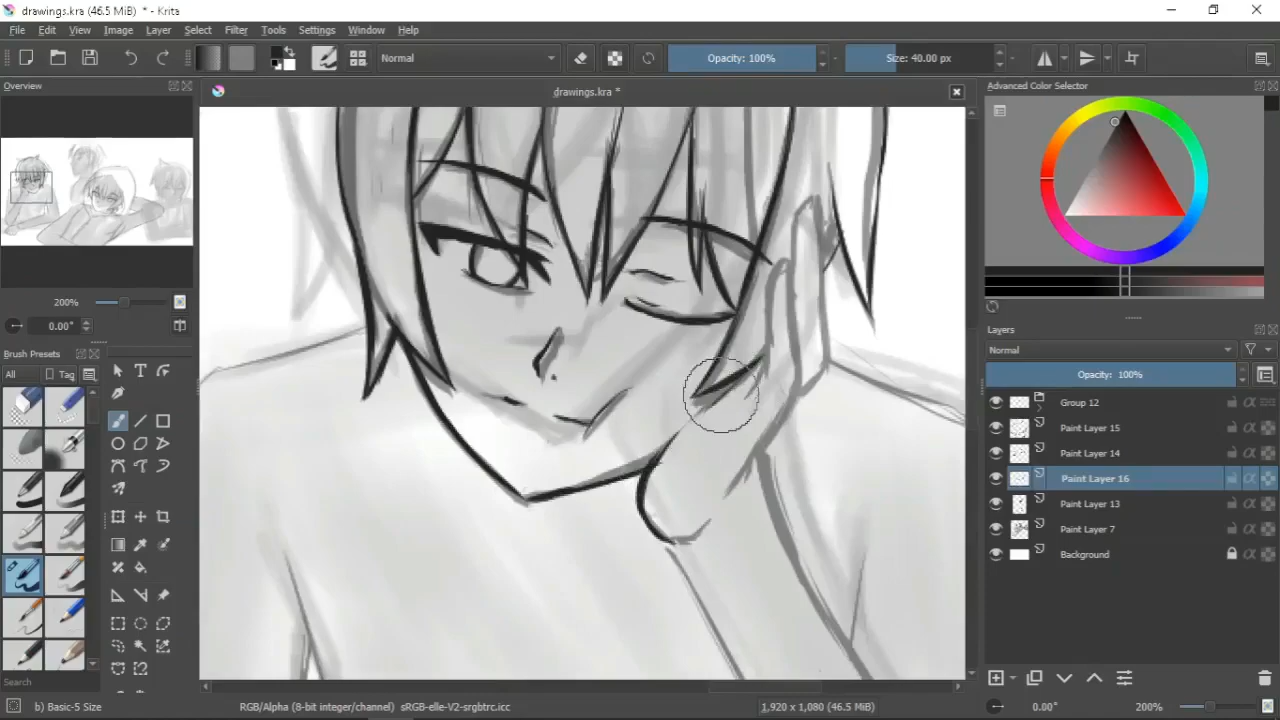 drawings.kra (46.5 MiB) * - Krita
File Edit View Image Layer Select Filter Tools Settings Window Help
Normal Opacity: 100% Size: 40.00 px
Overview
drawings.kra *
Advanced Color Selector
200%
0.00°
Brush Presets
All Tag
Search
Layers
Normal
Opacity: 100%
Group 12
Paint Layer 15
Paint Layer 14
Paint Layer 16
Paint Layer 13
Paint Layer 7
Background
b) Basic-5 Size RGB/Alpha (8-bit integer/channel) sRGB-elle-V2-srgbtrc.icc 1,920 x 1,080 (46.5 MiB) 0.00° 200%